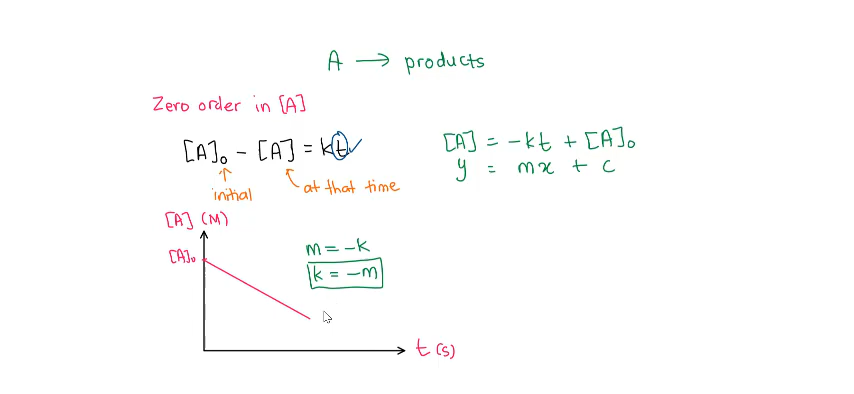 A → products
Zero order in [A]
[A]₀ − [A] = kt
initial
at that time
[A] = −kt + [A]₀
y = mx + c
[A] (M)
[A]₀
m = −k
k = −m
t (s)